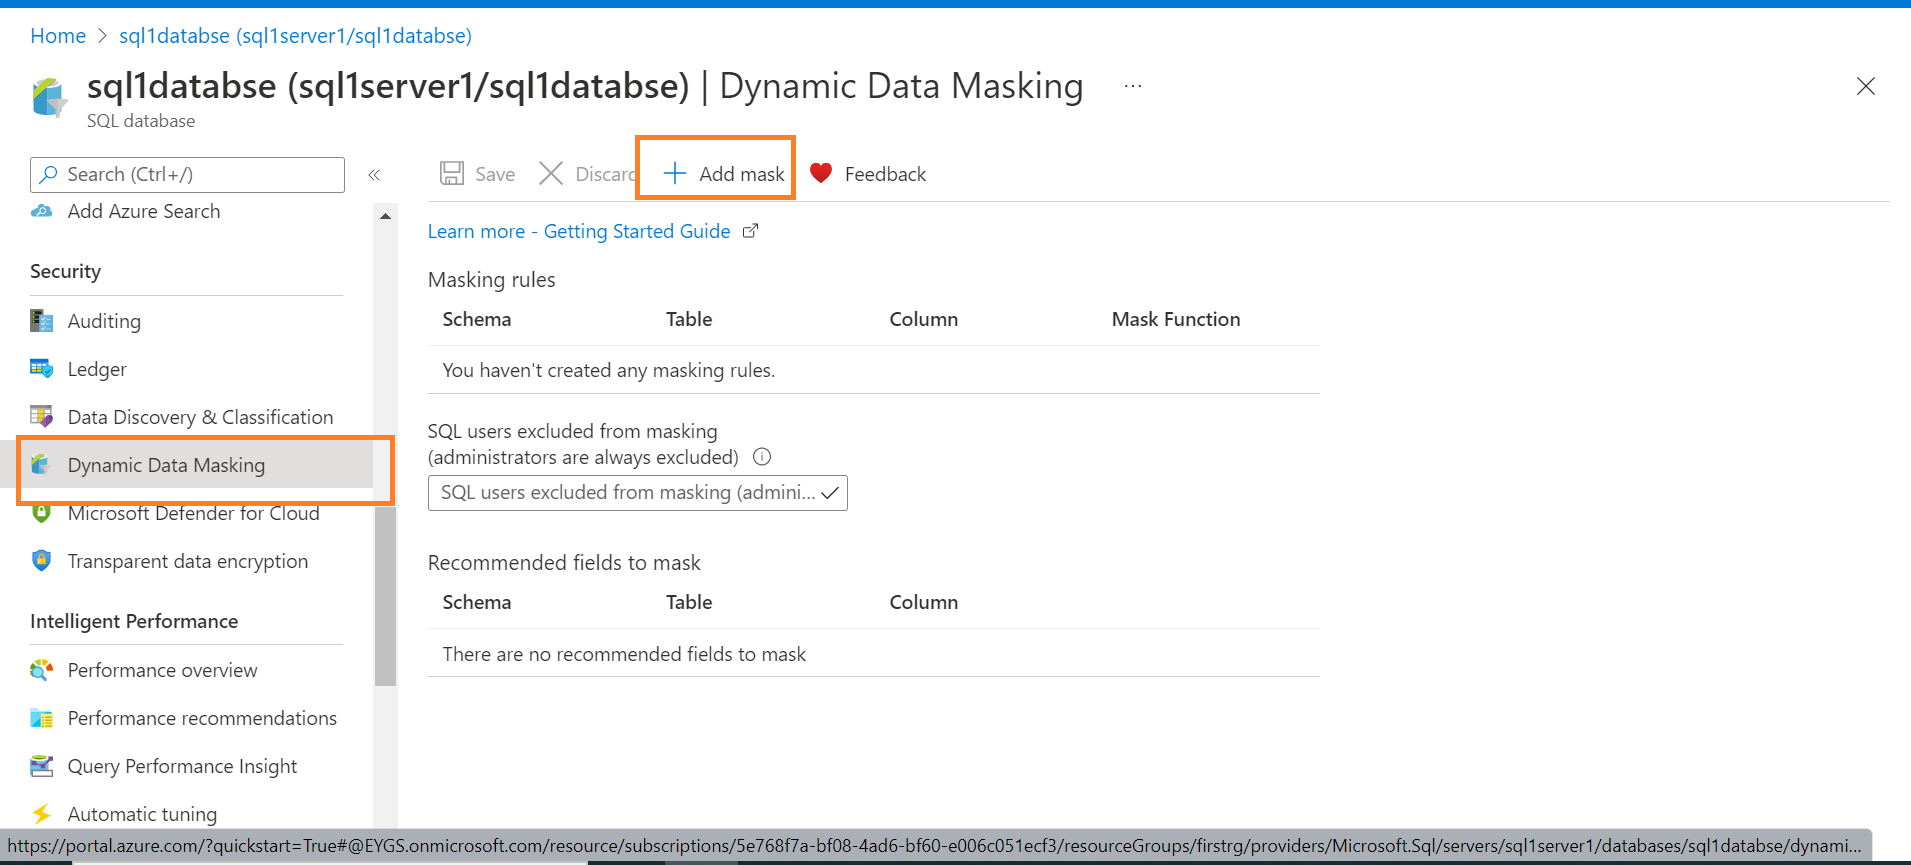 Home > sql1databse (sql1server1/sql1databse)
sql1databse (sql1server1/sql1databse) | Dynamic Data Masking ...
SQL database
Search (Ctrl+/) «
Save Discard + Add mask Feedback
Add Azure Search
Learn more - Getting Started Guide
Security
Auditing
Ledger
Data Discovery & Classification
Dynamic Data Masking
Microsoft Defender for Cloud
Transparent data encryption
Intelligent Performance
Performance overview
Performance recommendations
Query Performance Insight
Automatic tuning
Masking rules
Schema Table Column Mask Function
You haven't created any masking rules.
SQL users excluded from masking
(administrators are always excluded)
SQL users excluded from masking (admini...
Recommended fields to mask
Schema Table Column
There are no recommended fields to mask
https://portal.azure.com/?quickstart=True#@EYGS.onmicrosoft.com/resource/subscriptions/5e768f7a-bf08-4ad6-bf60-e006c051ecf3/resourceGroups/firstrg/providers/Microsoft.Sql/servers/sql1server1/databases/sql1databse/dynami...